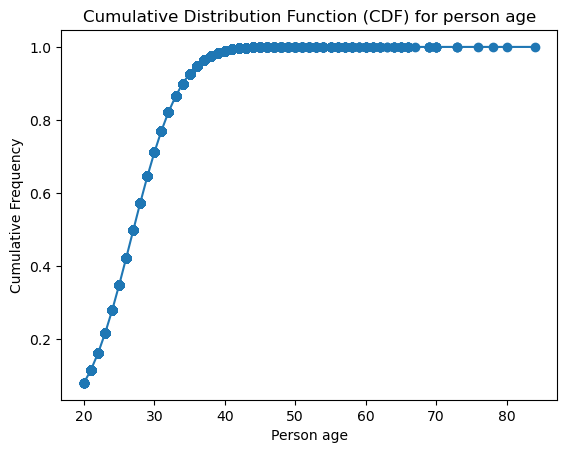 Cumulative Distribution Function (CDF) for person age
1.0
0.8
0.6
0.4
0.2
Cumulative Frequency
20 30 40 50 60 70 80
Person age